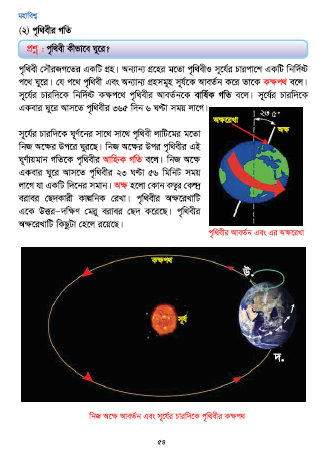 মহাবিশ্ব
(২) পৃথিবীর গতি
প্রশ্ন : পৃথিবী কীভাবে ঘুরে?
পৃথিবী সৌরজগতের একটি গ্রহ। অন্যান্য গ্রহের মতো পৃথিবীও সূর্যের চারপাশে একটি নির্দিষ্ট
পথে ঘুরে। যে পথে পৃথিবী এবং অন্যান্য গ্রহসমূহ সূর্যকে আবর্তন করে তাকে কক্ষপথ বলে।
সূর্যের চারদিকে নির্দিষ্ট কক্ষপথে পৃথিবীর আবর্তনকে বার্ষিক গতি বলে। সূর্যের চারদিকে
একবার ঘুরে আসতে পৃথিবীর ৩৬৫ দিন ৬ ঘণ্টা সময় লাগে।
সূর্যের চারদিকে ঘূর্ণনের সাথে সাথে পৃথিবী লাটিমের মতো
নিজ অক্ষের উপরে ঘুরছে। নিজ অক্ষের উপর পৃথিবীর এই
ঘূর্ণায়মান গতিকে পৃথিবীর আহ্নিক গতি বলে। নিজ অক্ষে
একবার ঘুরে আসতে পৃথিবীর ২৩ ঘণ্টা ৫৬ মিনিট সময়
লাগে যা একটি দিনের সমান। অক্ষ হলো কোন বস্তুর কেন্দ্র
বরাবর ছেদকারী কাল্পনিক রেখা। পৃথিবীর অক্ষরেখাটি
একে উত্তর-দক্ষিণ মেরু বরাবর ছেদ করেছে। পৃথিবীর
অক্ষরেখাটি কিছুটা হেলে রয়েছে।
২৩.৫°
অক্ষরেখা
অক্ষ
পৃথিবীর আবর্তন এবং এর অক্ষরেখা
কক্ষপথ
উ.
সূর্য
দ.
নিজ অক্ষে আবর্তন এবং সূর্যের চারদিকে পৃথিবীর কক্ষপথ
৫৪